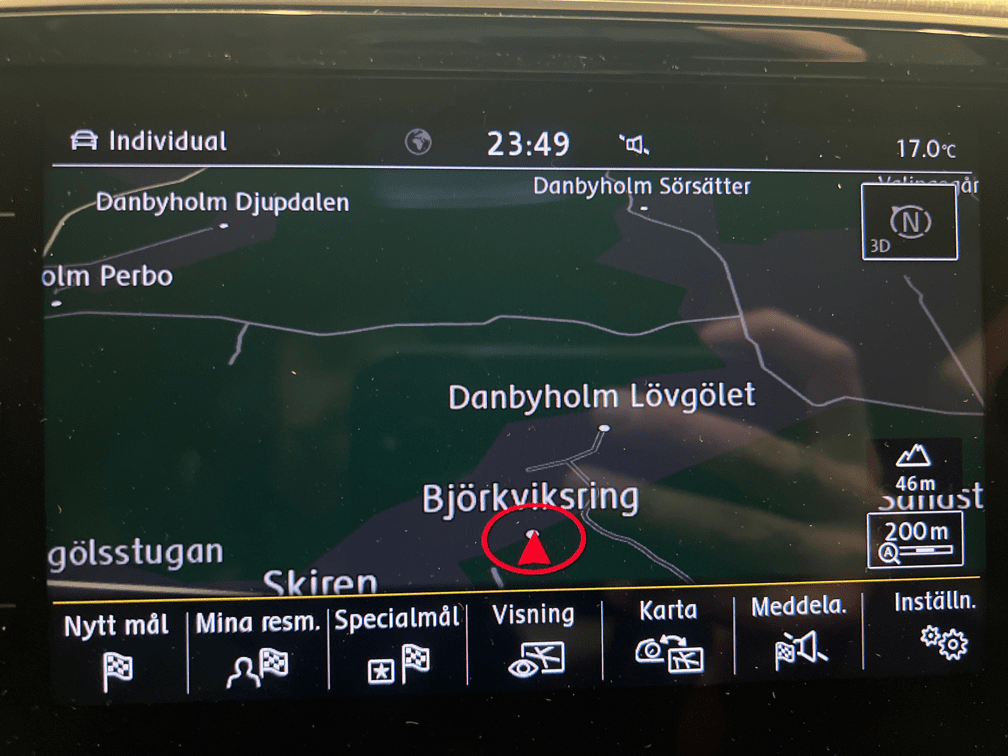 Individual
23:49
17.0°C
Danbyholm Djupdalen
Danbyholm Sörsätter
N
3D
olm Perbo
Danbyholm Lövgölet
46m
Björkviksring
200 m
A
gölsstugan
Skiren
Nytt mål
Mina resm.
Specialmål
Visning
Karta
Meddela.
Inställn.